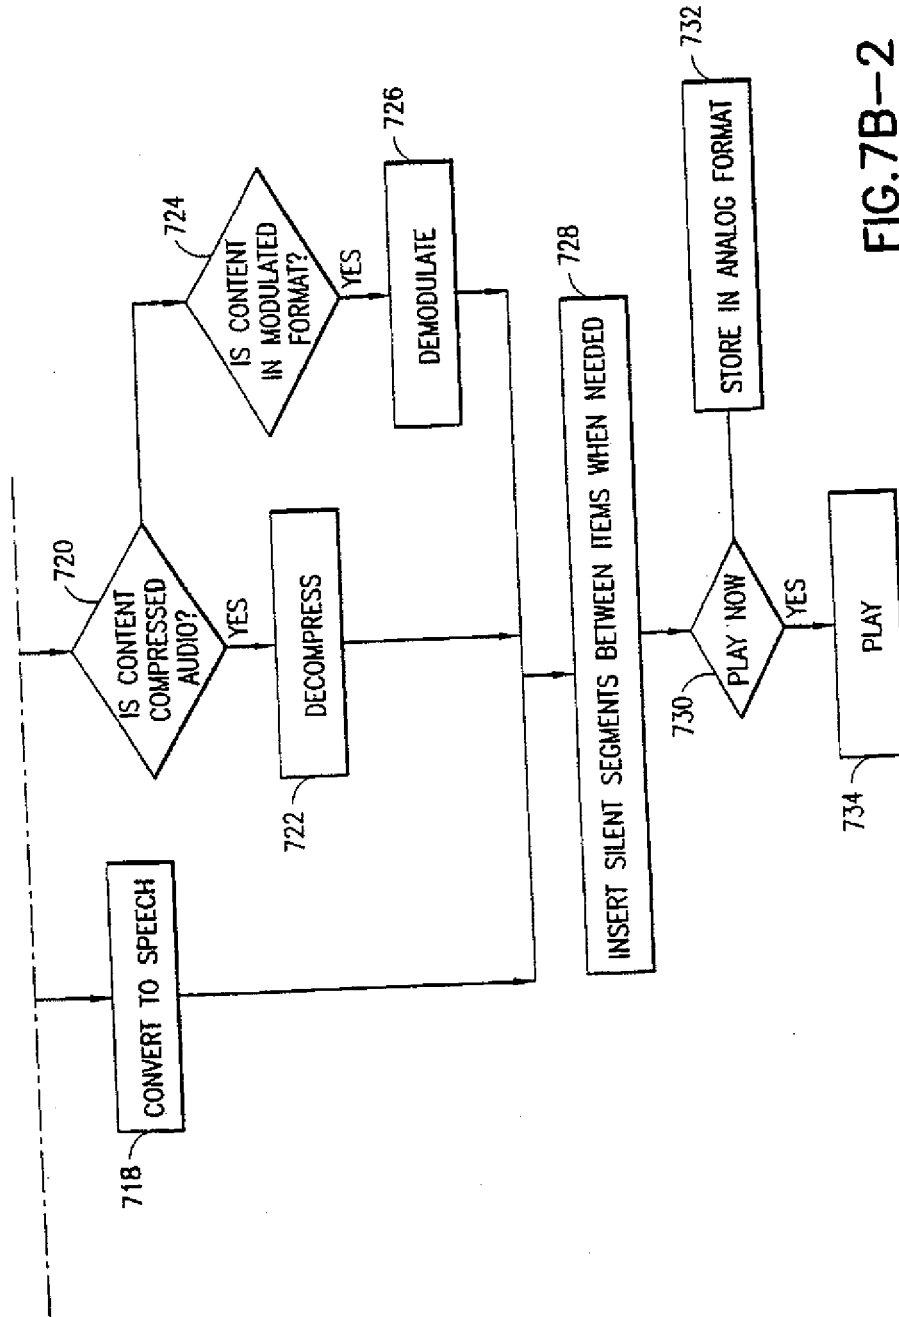 718
CONVERT TO SPEECH
720
IS CONTENT
COMPRESSED
AUDIO?
YES
722
DECOMPRESS
724
IS CONTENT
IN MODULATED
FORMAT?
YES
726
DEMODULATE
728
INSERT SILENT SEGMENTS BETWEEN ITEMS WHEN NEEDED
730
PLAY NOW
YES
732
STORE IN ANALOG FORMAT
734
PLAY
FIG.7B-2